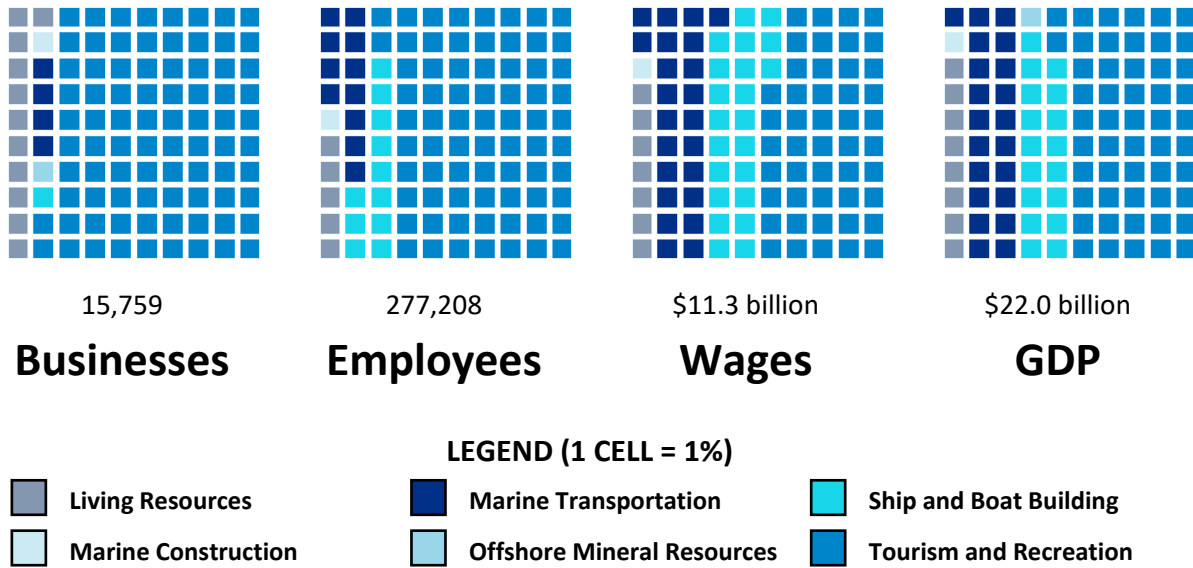 15,759
277,208
$11.3 billion
$22.0 billion
Businesses
Employees
Wages
GDP
LEGEND (1 CELL = 1%)
Living Resources
Marine Transportation
Ship and Boat Building
Marine Construction
Offshore Mineral Resources
Tourism and Recreation